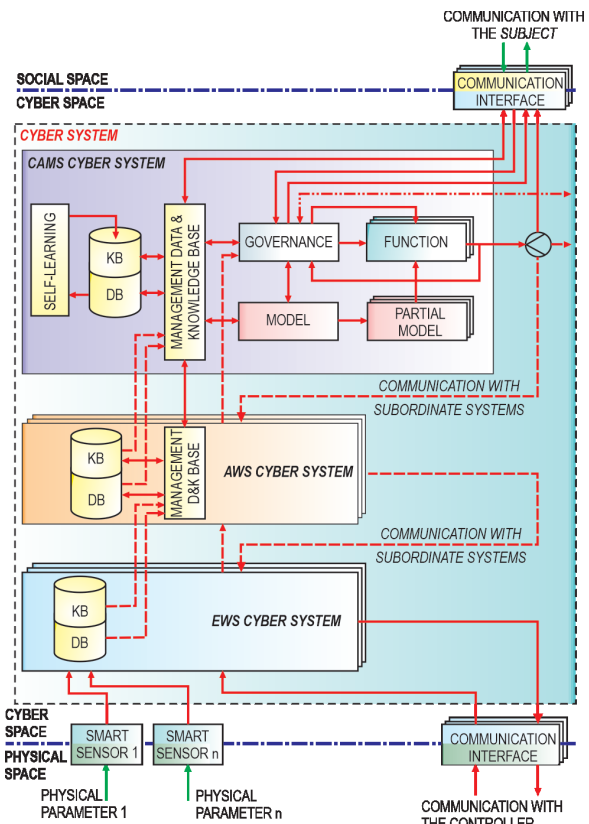 COMMUNICATION WITH
THE SUBJECT
SOCIAL SPACE
CYBER SPACE
COMMUNICATION
INTERFACE
CYBER SYSTEM
CAMS CYBER SYSTEM
SELF-LEARNING
KB
DB
MANAGEMENT DATA &
KNOWLEDGE BASE
GOVERNANCE
FUNCTION
MODEL
PARTIAL
MODEL
COMMUNICATION WITH
SUBORDINATE SYSTEMS
KB
DB
MANAGEMENT
D&K BASE
AWS CYBER SYSTEM
COMMUNICATION WITH
SUBORDINATE SYSTEMS
KB
DB
EWS CYBER SYSTEM
CYBER
SPACE
PHYSICAL
SPACE
SMART
SENSOR 1
SMART
SENSOR n
COMMUNICATION
INTERFACE
PHYSICAL
PARAMETER 1
PHYSICAL
PARAMETER n
COMMUNICATION WITH
THE CONTROLLER